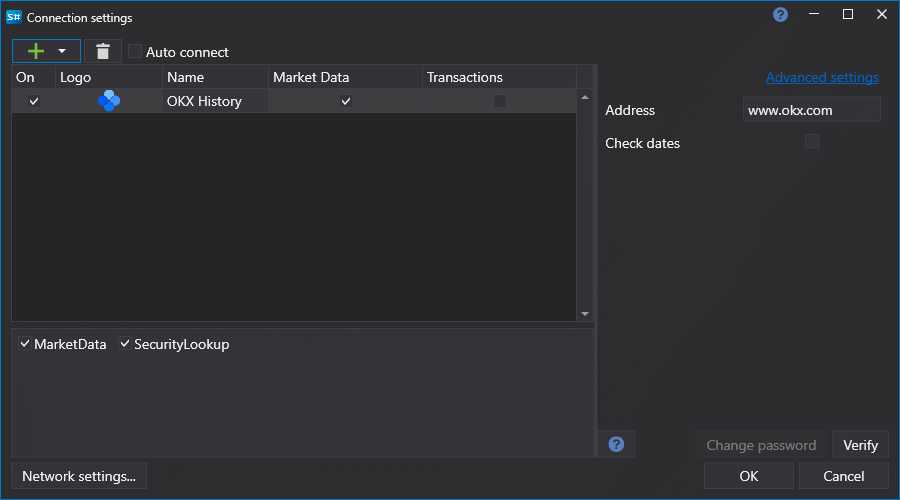 S# Connection settings
Auto connect
On Logo Name Market Data Transactions
OKX History
Advanced settings
Address www.okx.com
Check dates
MarketData SecurityLookup
Change password Verify
Network settings... OK Cancel